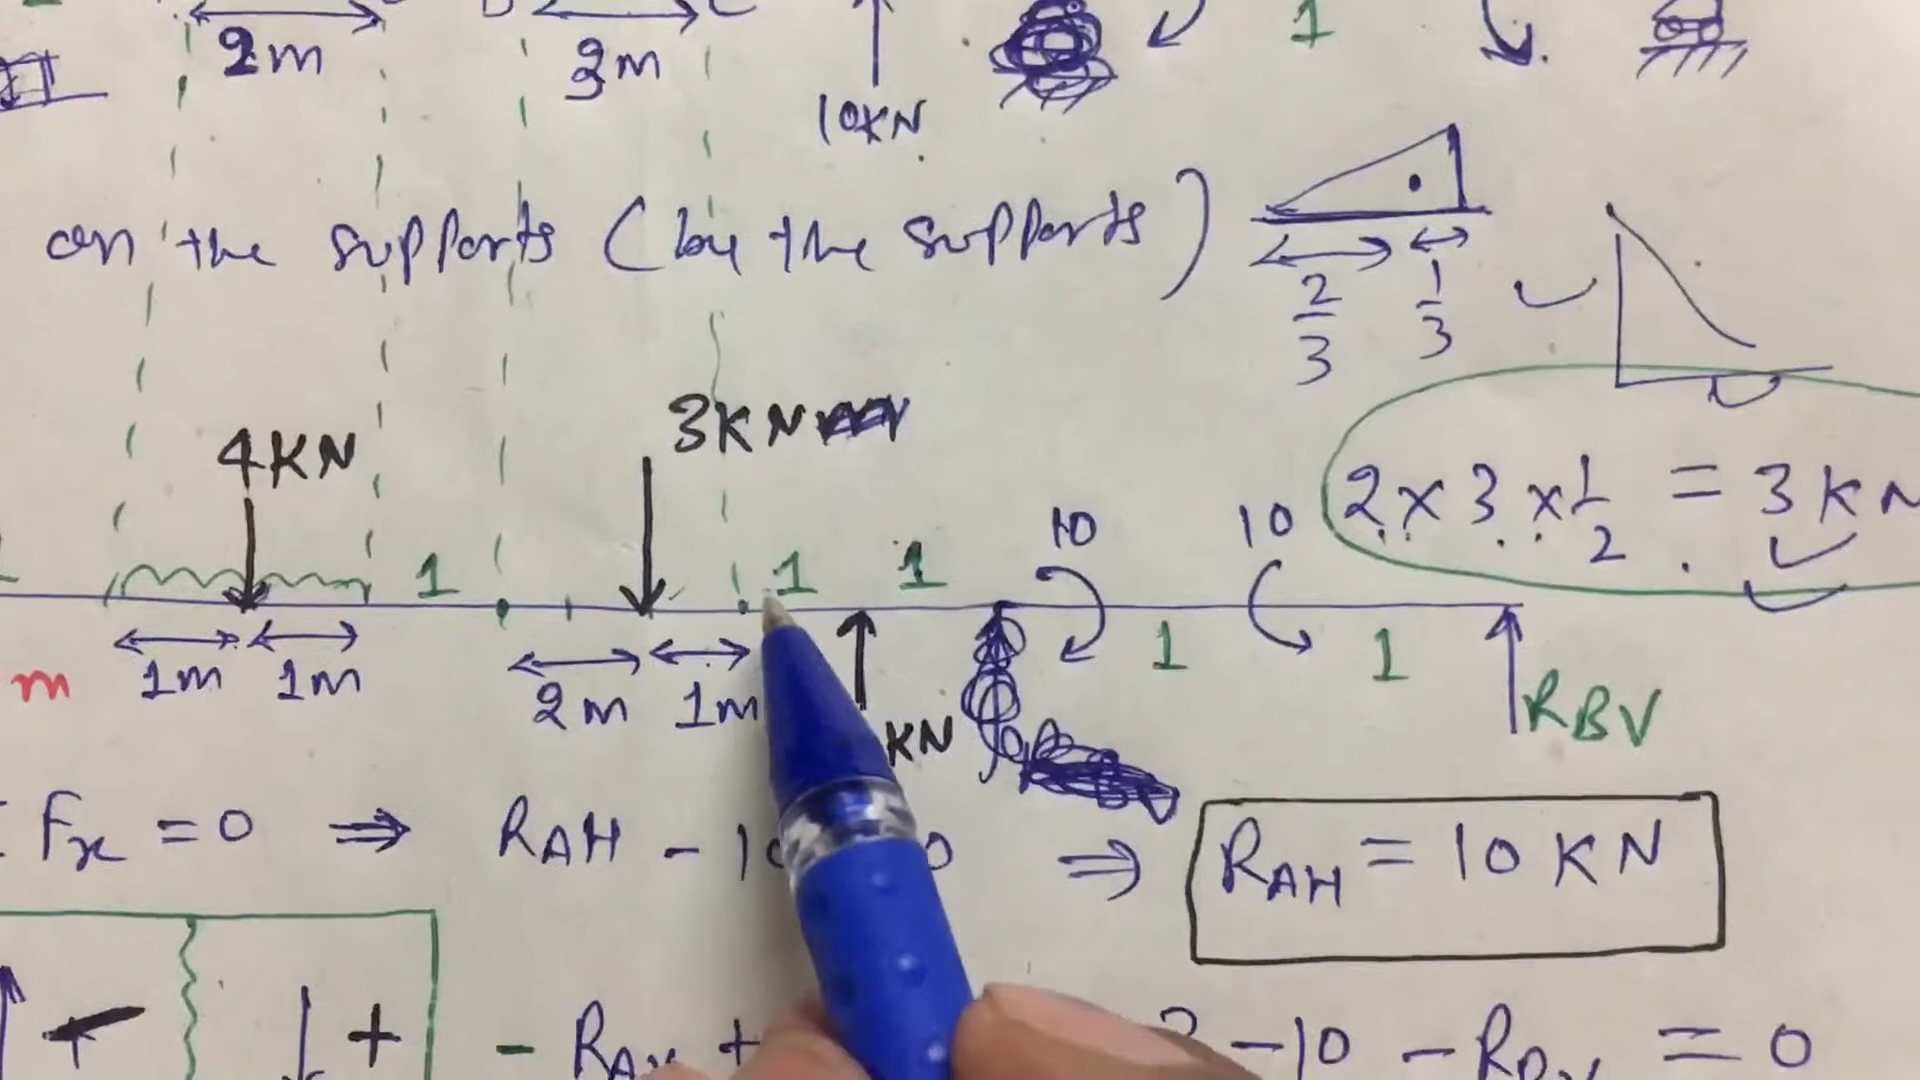 2m 3m
10KN
1
on the supports (by the supports)
2/3 1/3
3KN
4KN
2 x 3 x 1/2 = 3 KN
10 10
1 1 1
1m 1m 2m 1m 1 1
m
KN RBV
Fx = 0 ⇒ RAH - 10 ⇒ RAH = 10 KN
+
- +
-10 - = 0